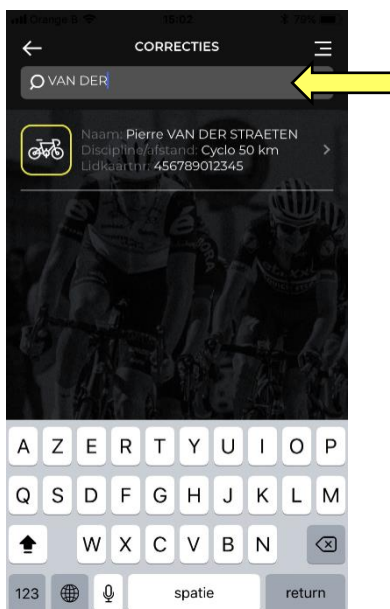 Orange B 15:02 79%
CORRECTIES
VAN DER
Naam: Pierre VAN DER STRAETEN
Discipline/afstand: Cyclo 50 km
Lidkaartnr: 456789012345
A Z E R T Y U I O P
Q S D F G H J K L M
W X C V B N
123 spatie return